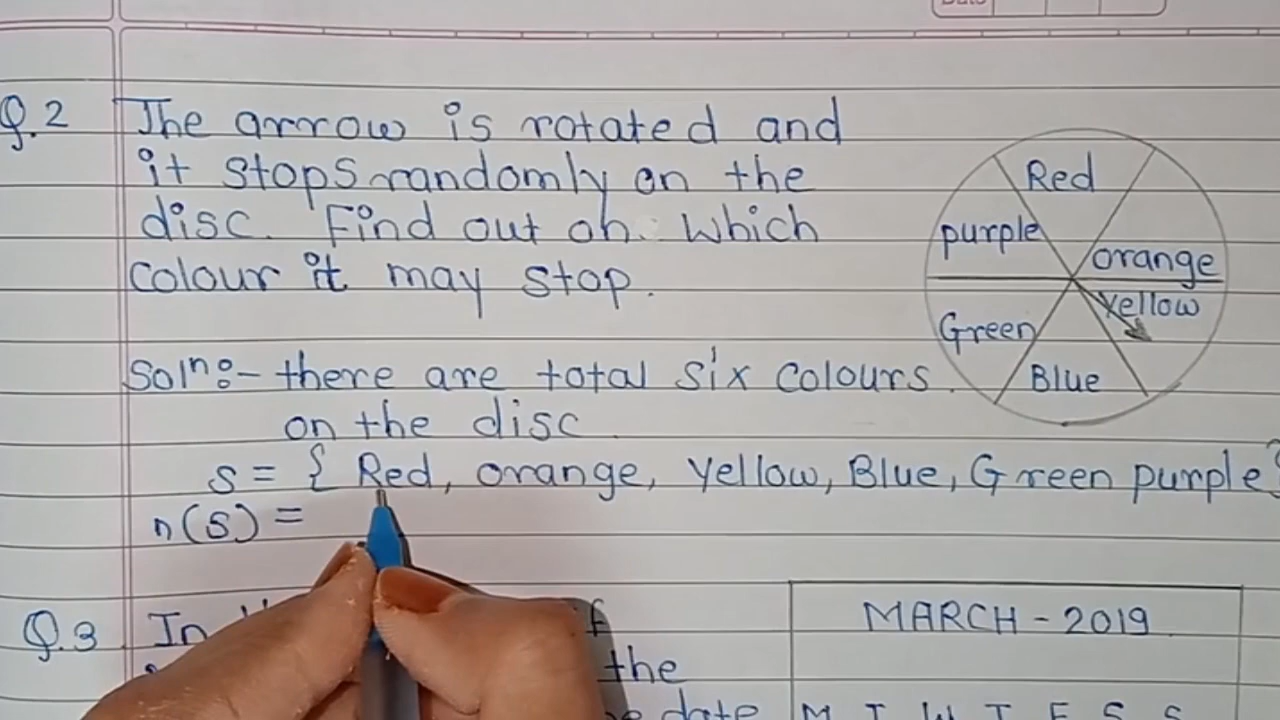 Q.2 The arrow is rotated and
it stops randomly on the
disc. Find out on which
colour it may stop.
Red
purple
orange
Yellow
Green
Blue
Soln:- there are total six colours.
on the disc.
S = { Red, orange, Yellow, Blue, Green purple}
n(S) =
Q.3 In
the
date
MARCH - 2019
M T W T F S S